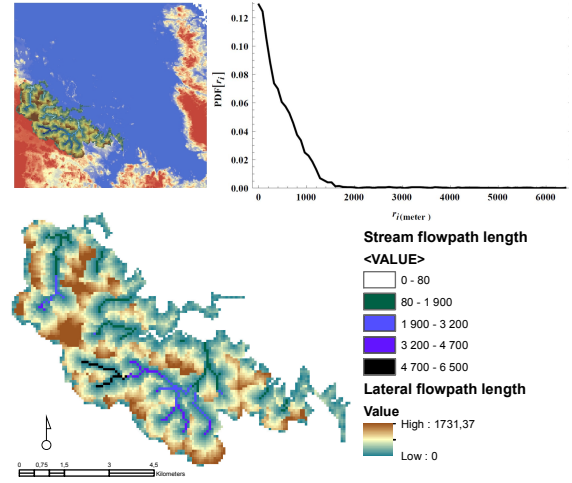 0.12
0.10
0.08
0.06
0.04
0.02
0.00
PDF[ri]
0 1000 2000 3000 4000 5000 6000
ri(meter)
Stream flowpath length
<VALUE>
0 - 80
80 - 1 900
1 900 - 3 200
3 200 - 4 700
4 700 - 6 500
Lateral flowpath length
Value
High : 1731,37
Low : 0
0 0,75 1,5 3 4,5
Kilometers